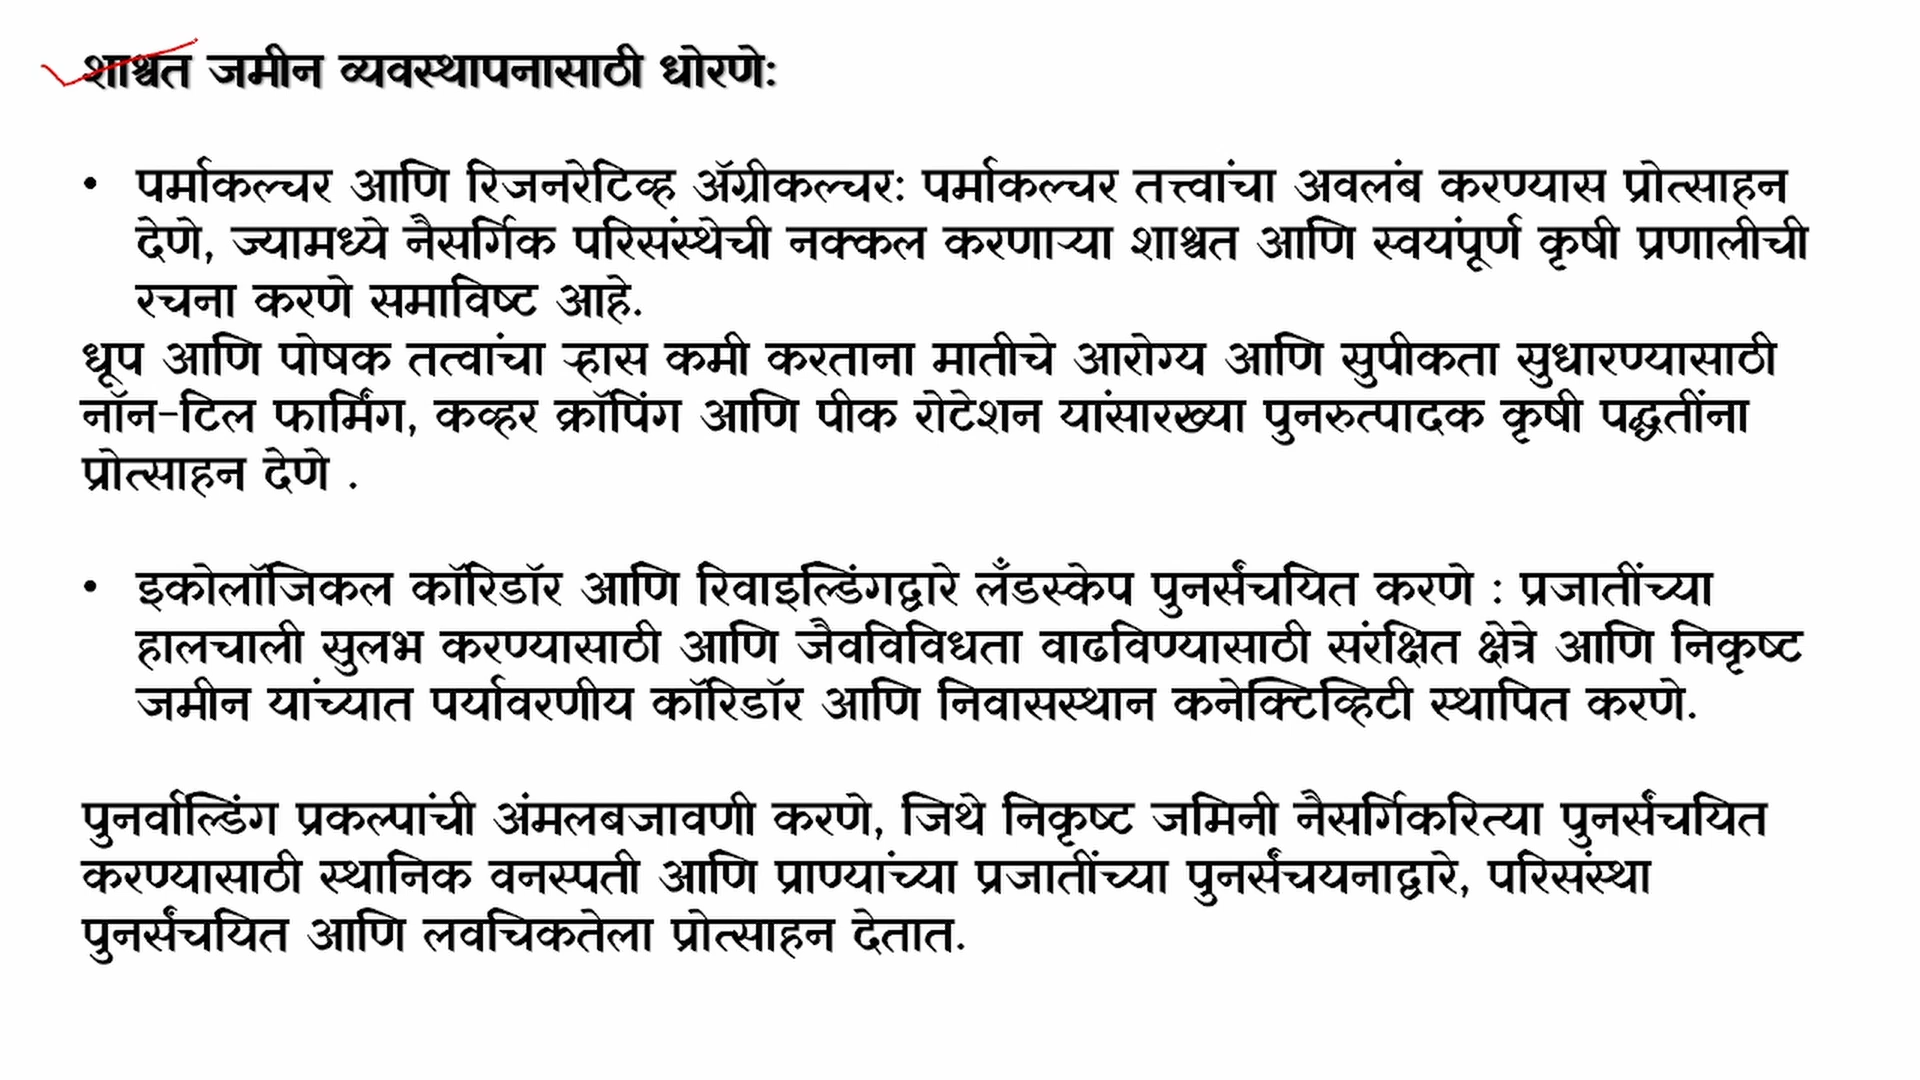 शाश्वत जमीन व्यवस्थापनासाठी धोरणे:
• पर्माकल्चर आणि रिजनरेटिव्ह ॲग्रीकल्चर: पर्माकल्चर तत्त्वांचा अवलंब करण्यास प्रोत्साहन
देणे, ज्यामध्ये नैसर्गिक परिसंस्थेची नक्कल करणाऱ्या शाश्वत आणि स्वयंपूर्ण कृषी प्रणालीची
रचना करणे समाविष्ट आहे.
धूप आणि पोषक तत्वांचा ऱ्हास कमी करताना मातीचे आरोग्य आणि सुपीकता सुधारण्यासाठी
नॉन-टिल फार्मिंग, कव्हर क्रॉपिंग आणि पीक रोटेशन यांसारख्या पुनरुत्पादक कृषी पद्धतींना
प्रोत्साहन देणे .
• इकोलॉजिकल कॉरिडॉर आणि रिवाइल्डिंगद्वारे लँडस्केप पुनर्संचयित करणे : प्रजातींच्या
हालचाली सुलभ करण्यासाठी आणि जैवविविधता वाढविण्यासाठी संरक्षित क्षेत्रे आणि निकृष्ट
जमीन यांच्यात पर्यावरणीय कॉरिडॉर आणि निवासस्थान कनेक्टिव्हिटी स्थापित करणे.
पुनर्वाल्डिंग प्रकल्पांची अंमलबजावणी करणे, जिथे निकृष्ट जमिनी नैसर्गिकरित्या पुनर्संचयित
करण्यासाठी स्थानिक वनस्पती आणि प्राण्यांच्या प्रजातींच्या पुनर्संचयनाद्वारे, परिसंस्था
पुनर्संचयित आणि लवचिकतेला प्रोत्साहन देतात.